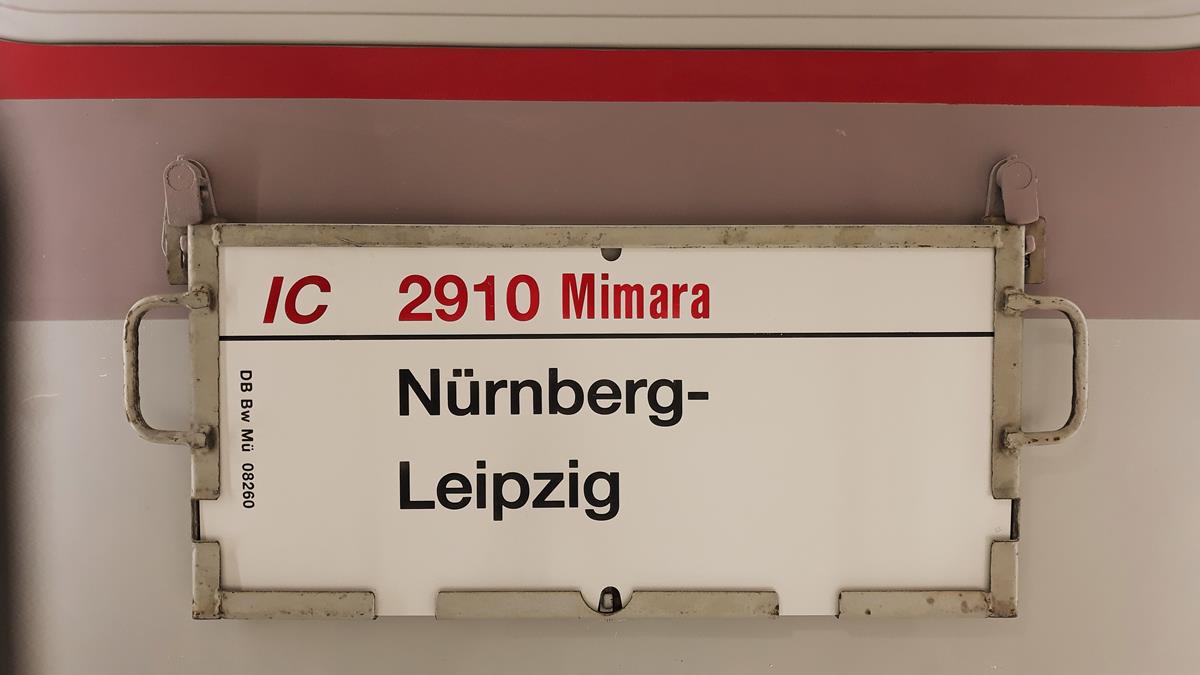 IC 2910 Mimara
Nürnberg-
Leipzig
DB Bw Mü 08260